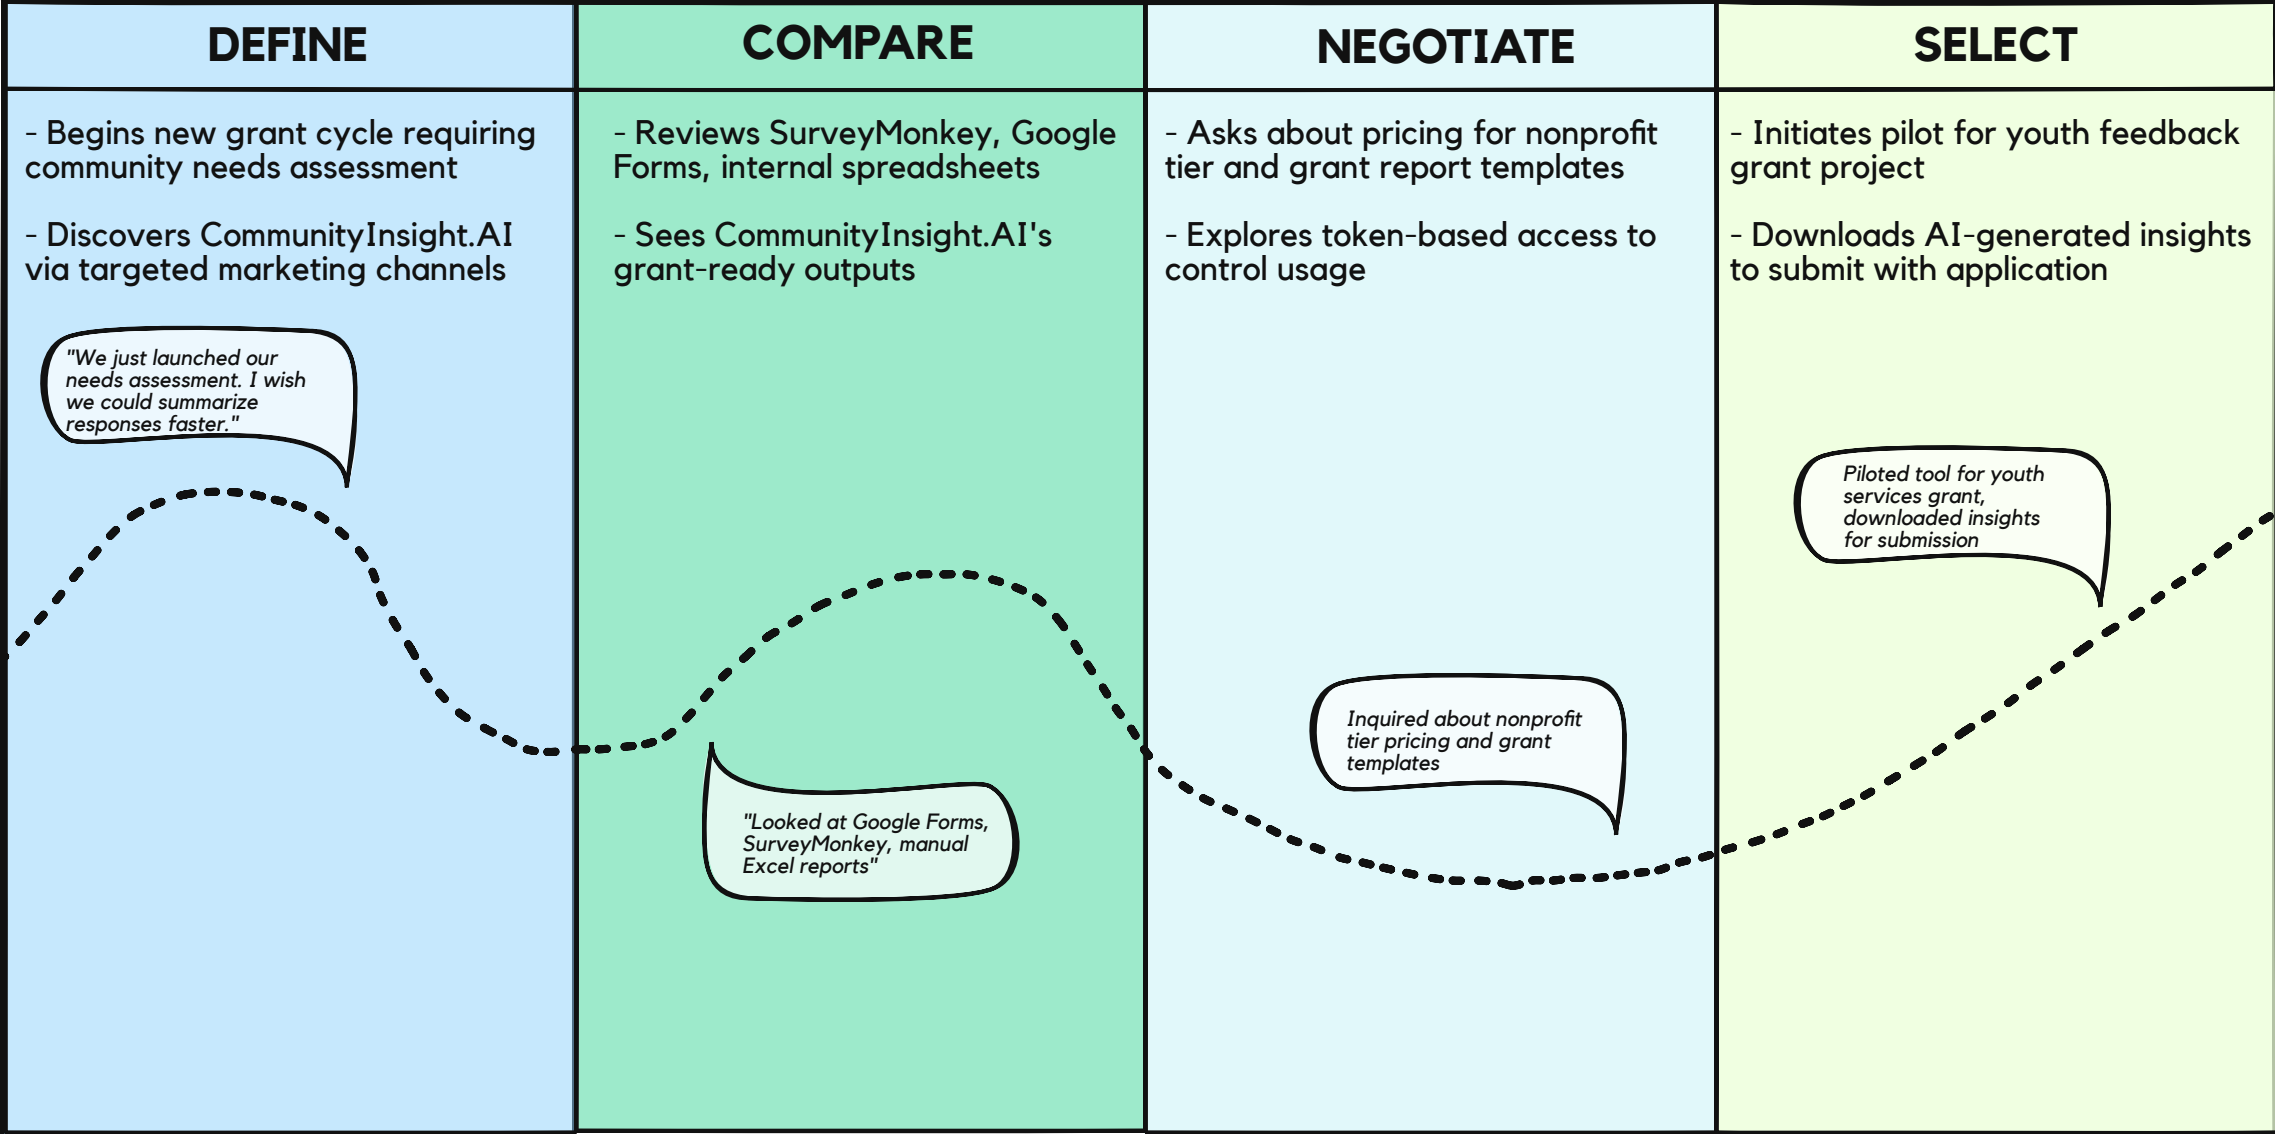 DEFINE
- Begins new grant cycle requiring
community needs assessment
- Discovers CommunityInsight.AI
via targeted marketing channels
"We just launched our
needs assessment. I wish
we could summarize
responses faster."
COMPARE
- Reviews SurveyMonkey, Google
Forms, internal spreadsheets
- Sees CommunityInsight.AI's
grant-ready outputs
"Looked at Google Forms,
SurveyMonkey, manual
Excel reports"
NEGOTIATE
- Asks about pricing for nonprofit
tier and grant report templates
- Explores token-based access to
control usage
Inquired about nonprofit
tier pricing and grant
templates
SELECT
- Initiates pilot for youth feedback
grant project
- Downloads AI-generated insights
to submit with application
Piloted tool for youth
services grant,
downloaded insights
for submission